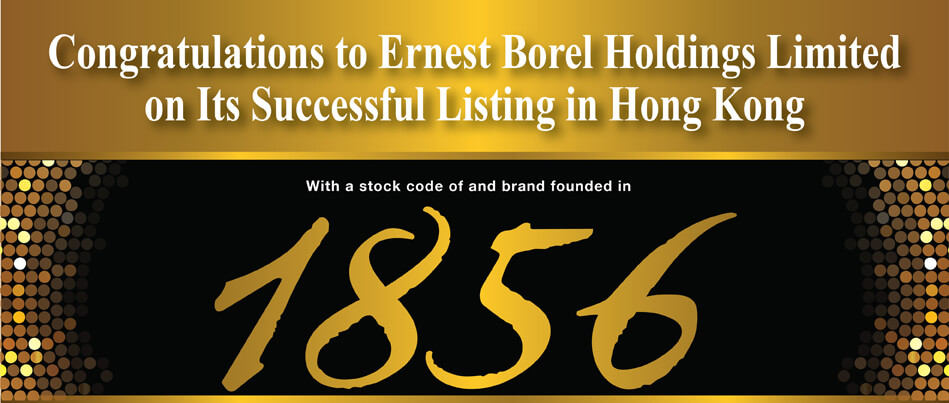 Congratulations to Ernest Borel Holdings Limited
on Its Successful Listing in Hong Kong
With a stock code of and brand founded in
1856